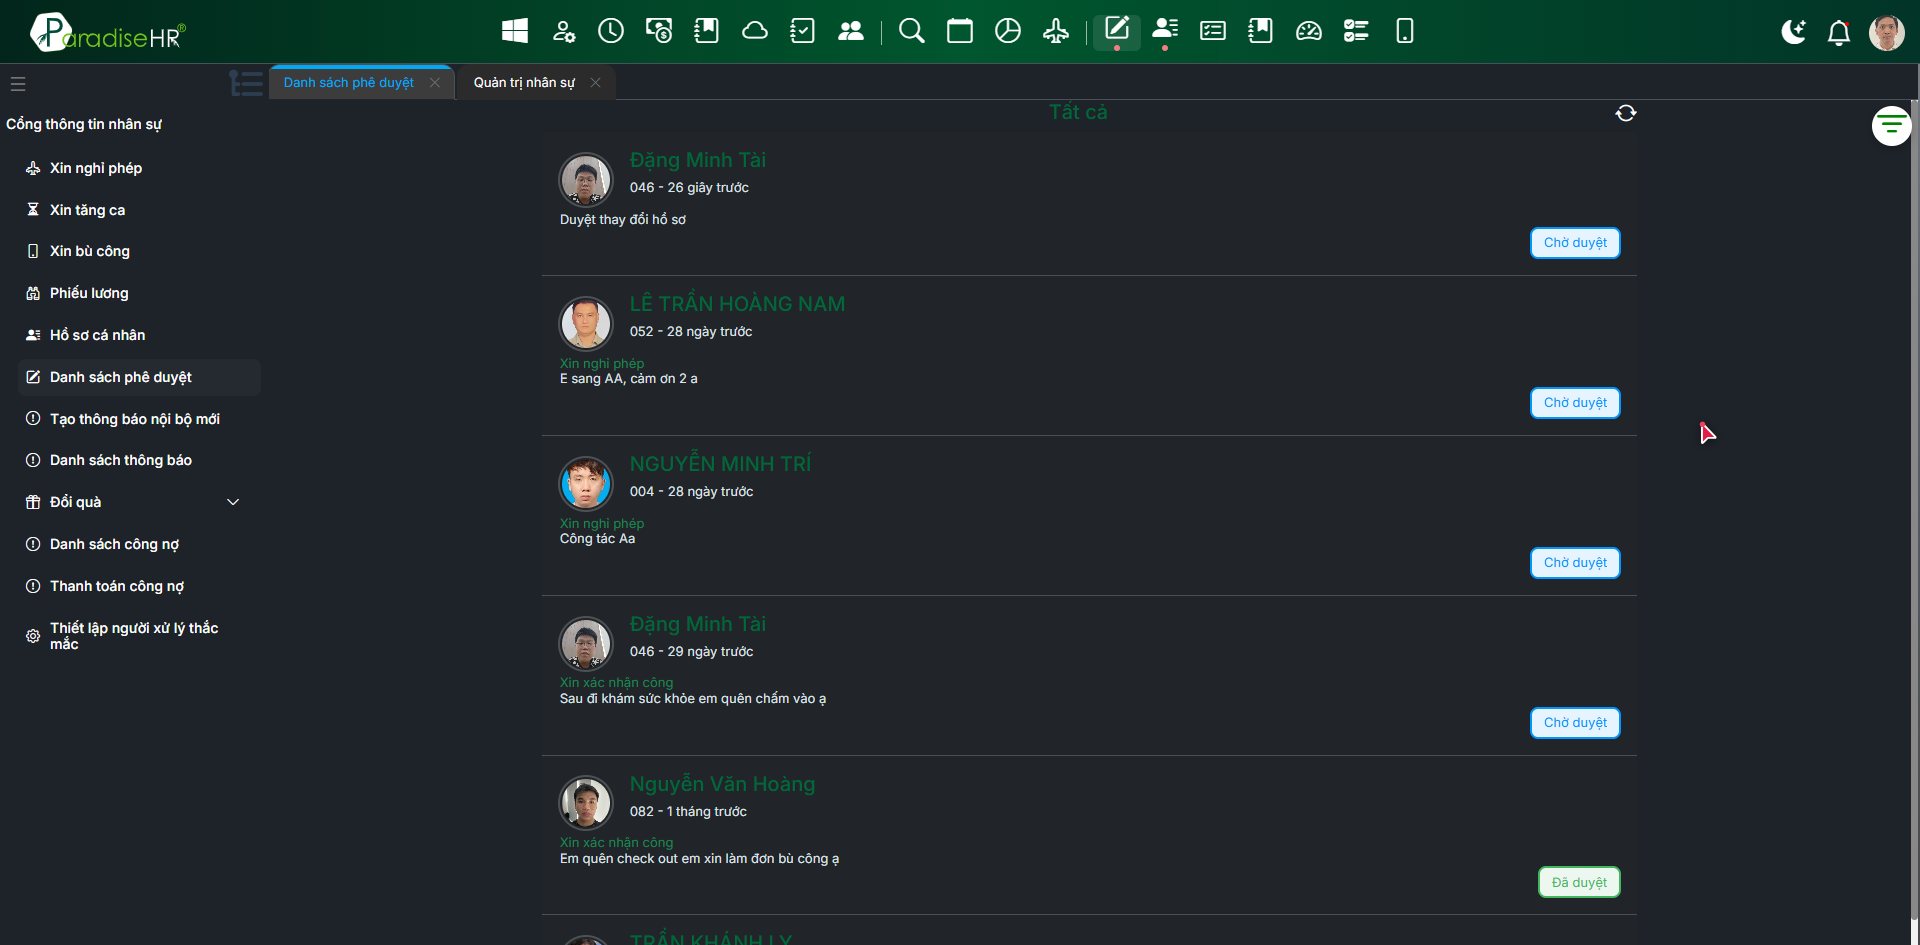 ParadiseHR®
Danh sách phê duyệt
Quản trị nhân sự
Cổng thông tin nhân sự
Xin nghỉ phép
Xin tăng ca
Xin bù công
Phiếu lương
Hồ sơ cá nhân
Danh sách phê duyệt
Tạo thông báo nội bộ mới
Danh sách thông báo
Đổi quà
Danh sách công nợ
Thanh toán công nợ
Thiết lập người xử lý thắc
mắc
Tất cả
Đặng Minh Tài
046 - 26 giây trước
Duyệt thay đổi hồ sơ
Chờ duyệt
LÊ TRẦN HOÀNG NAM
052 - 28 ngày trước
Xin nghỉ phép
E sang AA, cảm ơn 2 a
Chờ duyệt
NGUYỄN MINH TRÍ
004 - 28 ngày trước
Xin nghỉ phép
Công tác Aa
Chờ duyệt
Đặng Minh Tài
046 - 29 ngày trước
Xin xác nhận công
Sau đi khám sức khỏe em quên chấm vào ạ
Chờ duyệt
Nguyễn Văn Hoàng
082 - 1 tháng trước
Xin xác nhận công
Em quên check out em xin làm đơn bù công ạ
Đã duyệt
TRẦN KHÁNH LY